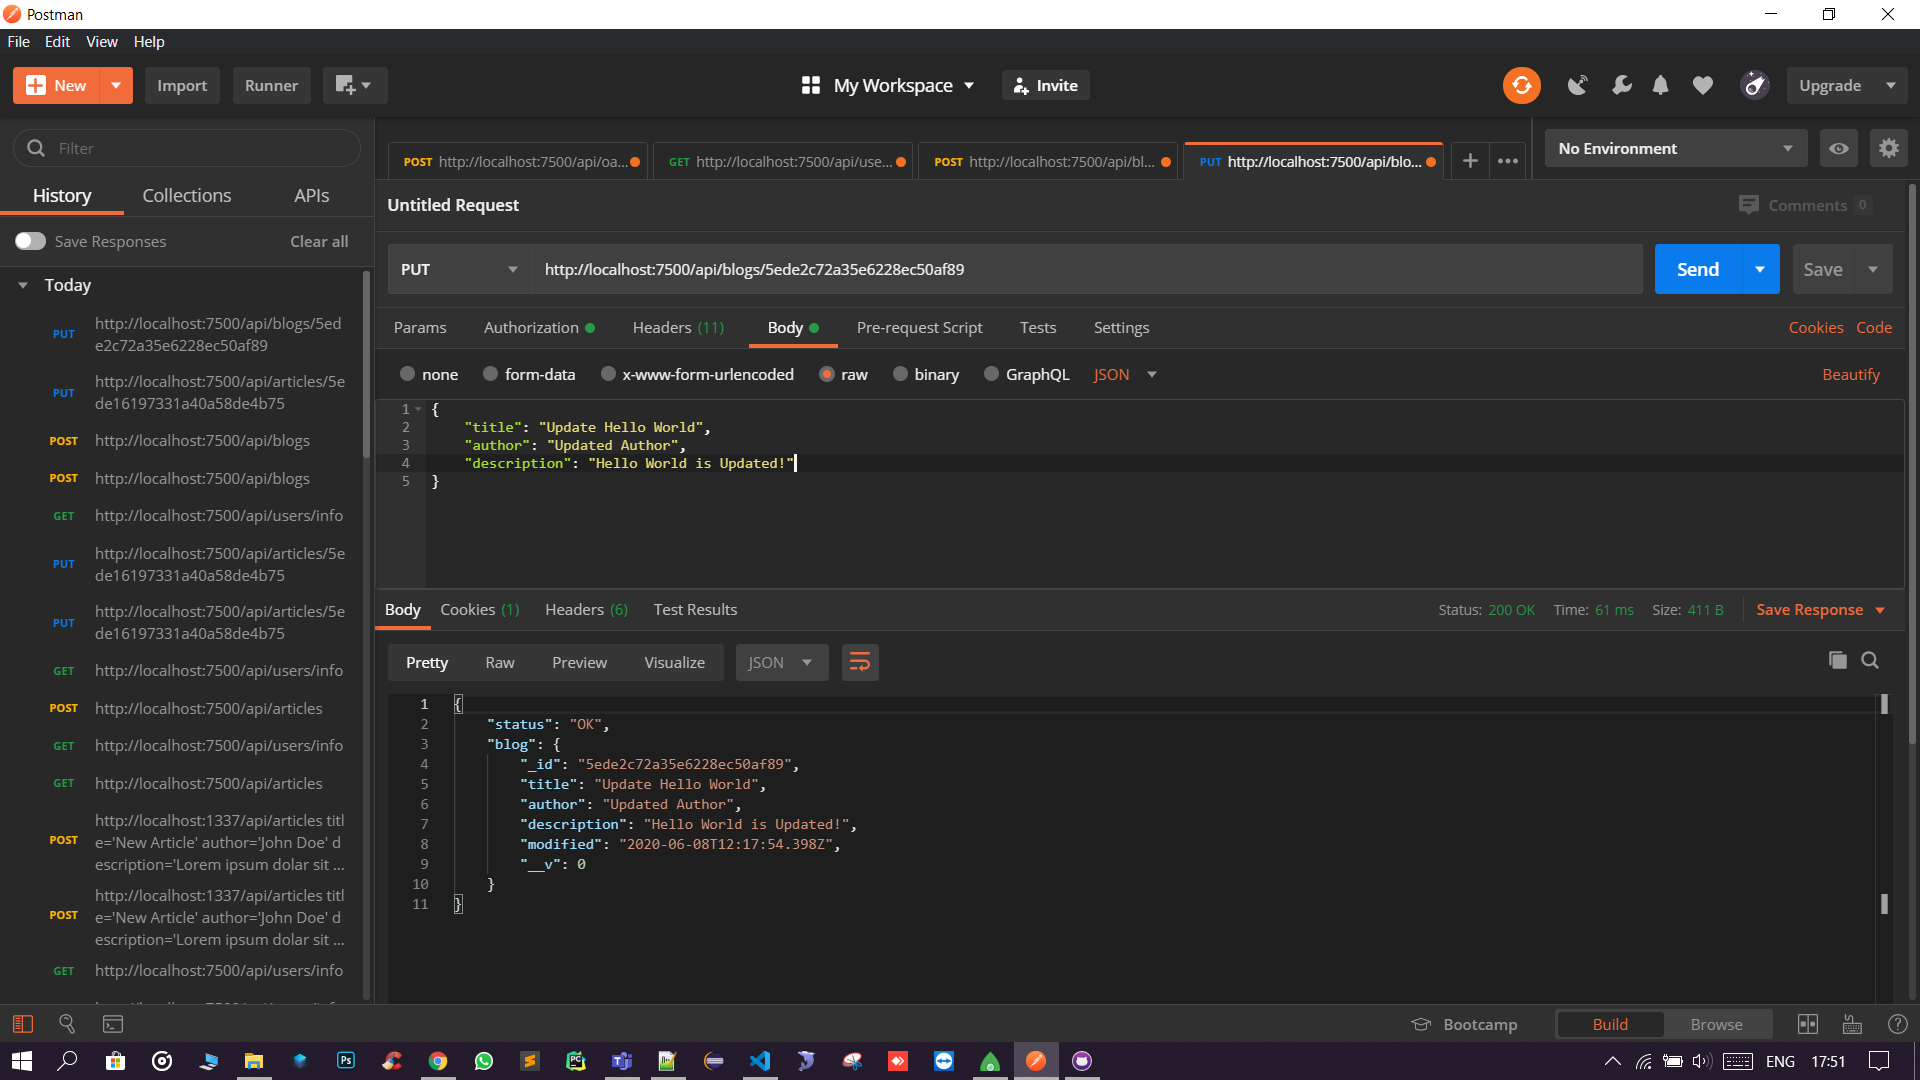 Postman
File Edit View Help
New Import Runner My Workspace Invite Upgrade
Filter
History Collections APIs
Save Responses Clear all
Today
PUT http://localhost:7500/api/blogs/5ed
e2c72a35e6228ec50af89
PUT http://localhost:7500/api/articles/5e
de16197331a40a58de4b75
POST http://localhost:7500/api/blogs
POST http://localhost:7500/api/blogs
GET http://localhost:7500/api/users/info
PUT http://localhost:7500/api/articles/5e
de16197331a40a58de4b75
PUT http://localhost:7500/api/articles/5e
de16197331a40a58de4b75
GET http://localhost:7500/api/users/info
POST http://localhost:7500/api/articles
GET http://localhost:7500/api/users/info
GET http://localhost:7500/api/articles
POST http://localhost:1337/api/articles titl
e='New Article' author='John Doe' d
escription='Lorem ipsum dolar sit ...
POST http://localhost:1337/api/articles titl
e='New Article' author='John Doe' d
escription='Lorem ipsum dolar sit ...
GET http://localhost:7500/api/users/info
POST http://localhost:7500/api/oa... GET http://localhost:7500/api/use... POST http://localhost:7500/api/bl... PUT http://localhost:7500/api/blo... No Environment
Untitled Request Comments 0
PUT http://localhost:7500/api/blogs/5ede2c72a35e6228ec50af89 Send Save
Params Authorization Headers (11) Body Pre-request Script Tests Settings Cookies Code
none form-data x-www-form-urlencoded raw binary GraphQL JSON Beautify
1 {
2 "title": "Update Hello World",
3 "author": "Updated Author",
4 "description": "Hello World is Updated!"
5 }
Body Cookies (1) Headers (6) Test Results Status: 200 OK Time: 61 ms Size: 411 B Save Response
Pretty Raw Preview Visualize JSON
1 {
2 "status": "OK",
3 "blog": {
4 "_id": "5ede2c72a35e6228ec50af89",
5 "title": "Update Hello World",
6 "author": "Updated Author",
7 "description": "Hello World is Updated!",
8 "modified": "2020-06-08T12:17:54.398Z",
9 "__v": 0
10 }
11 }
Bootcamp Build Browse
Ps PC ENG 17:51